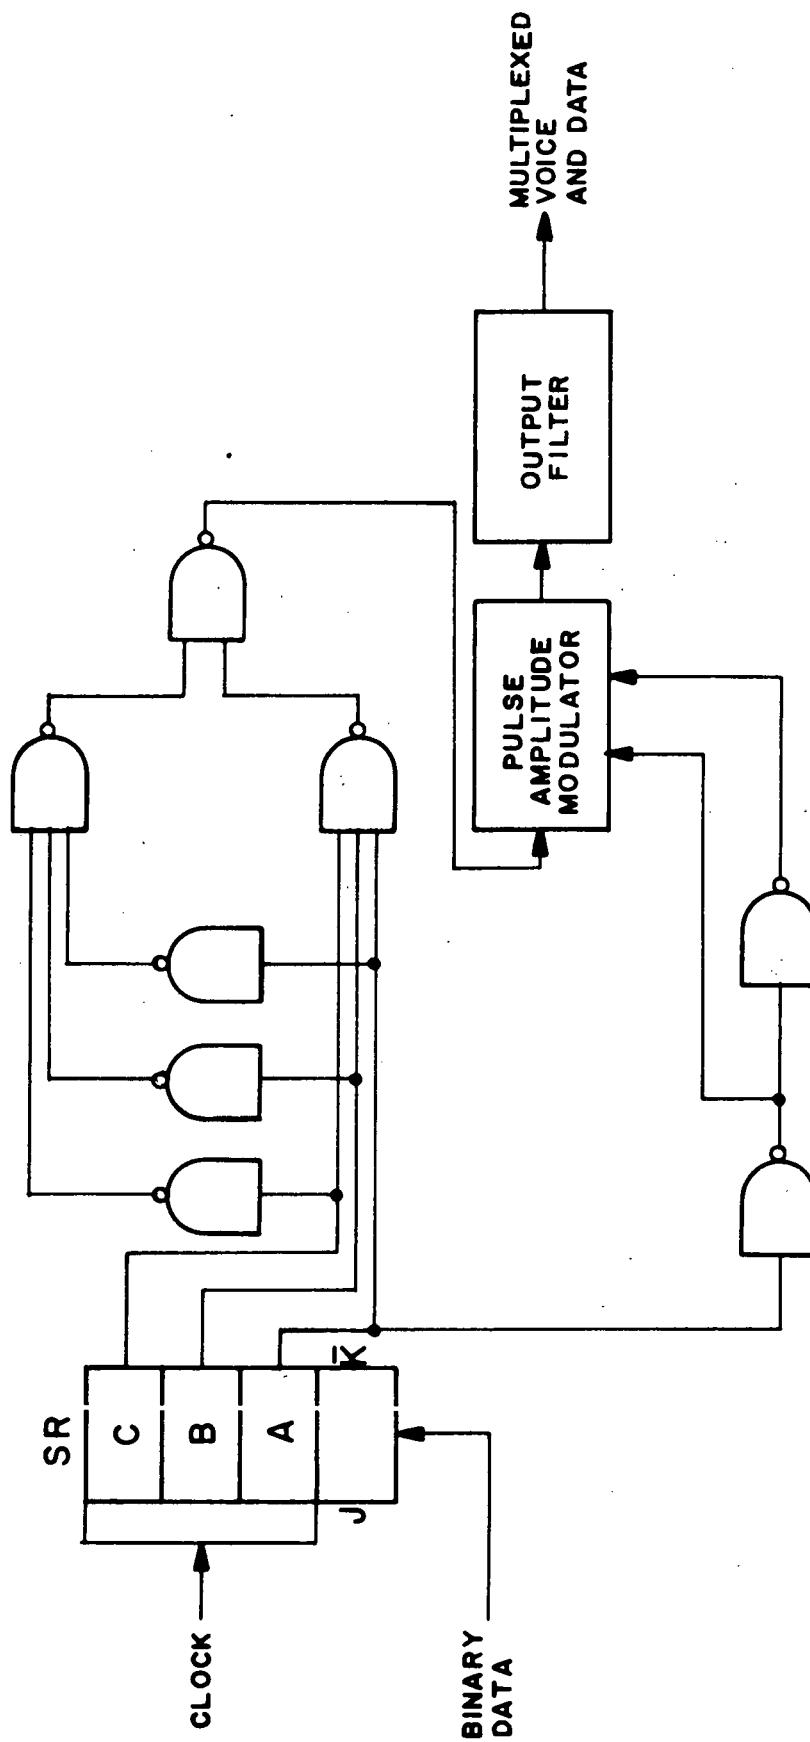 SR
C
B
A
J
K̅
CLOCK
BINARY
DATA
PULSE
AMPLITUDE
MODULATOR
OUTPUT
FILTER
MULTIPLEXED
VOICE
AND DATA